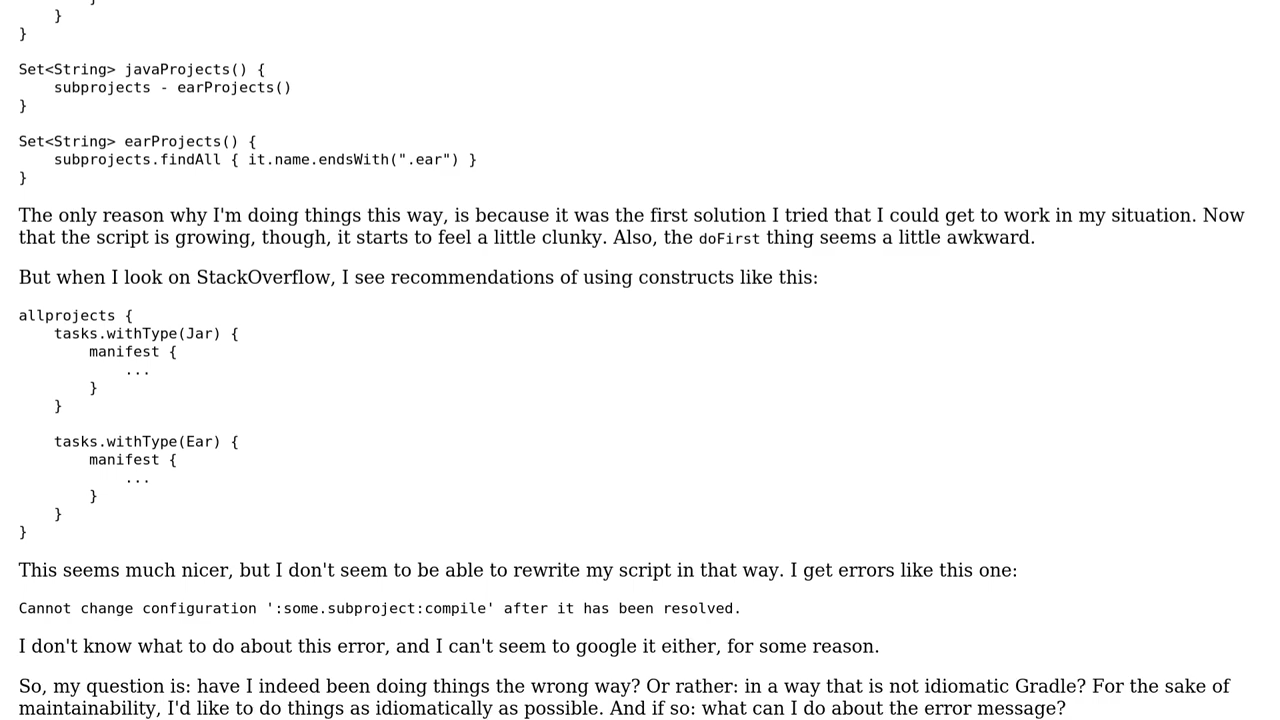 }
}

Set<String> javaProjects() {
    subprojects - earProjects()
}

Set<String> earProjects() {
    subprojects.findAll { it.name.endsWith(".ear") }
}

The only reason why I'm doing things this way, is because it was the first solution I tried that I could get to work in my situation. Now
that the script is growing, though, it starts to feel a little clunky. Also, the doFirst thing seems a little awkward.

But when I look on StackOverflow, I see recommendations of using constructs like this:

allprojects {
    tasks.withType(Jar) {
        manifest {
            ...
        }
    }

    tasks.withType(Ear) {
        manifest {
            ...
        }
    }
}

This seems much nicer, but I don't seem to be able to rewrite my script in that way. I get errors like this one:

Cannot change configuration ':some.subproject:compile' after it has been resolved.

I don't know what to do about this error, and I can't seem to google it either, for some reason.

So, my question is: have I indeed been doing things the wrong way? Or rather: in a way that is not idiomatic Gradle? For the sake of
maintainability, I'd like to do things as idiomatically as possible. And if so: what can I do about the error message?